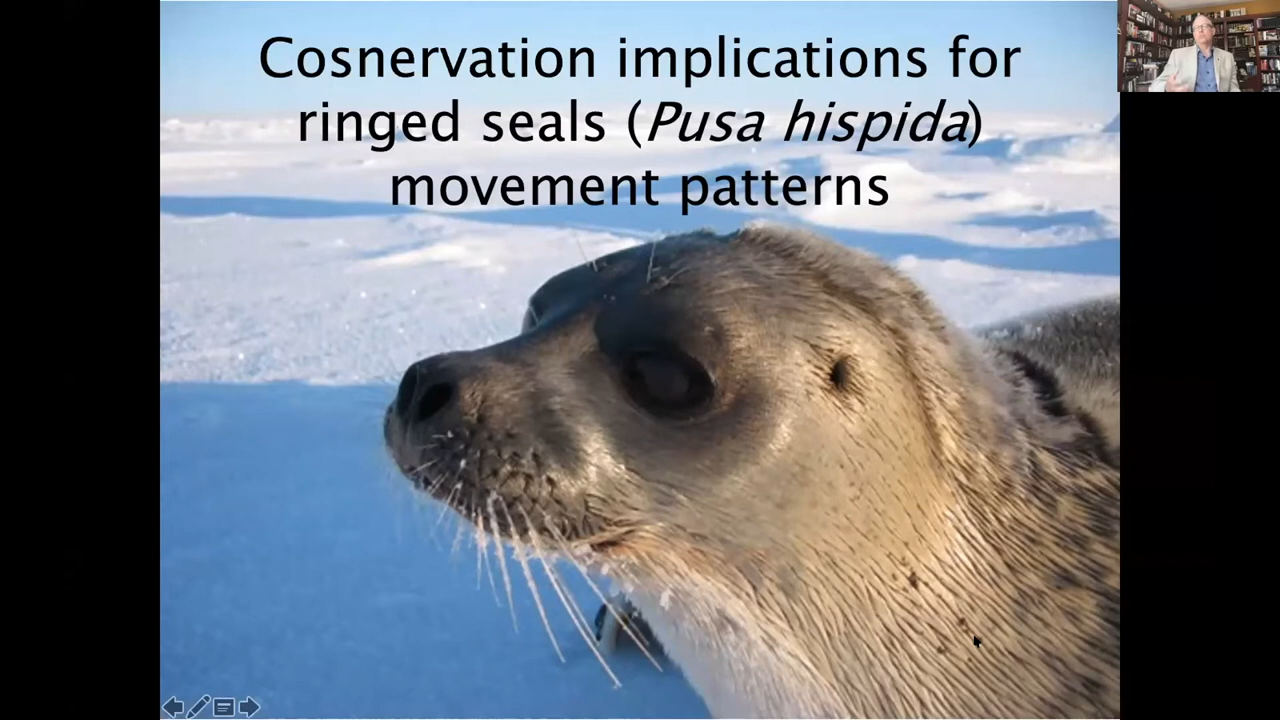 Cosnervation implications for
ringed seals (Pusa hispida)
movement patterns